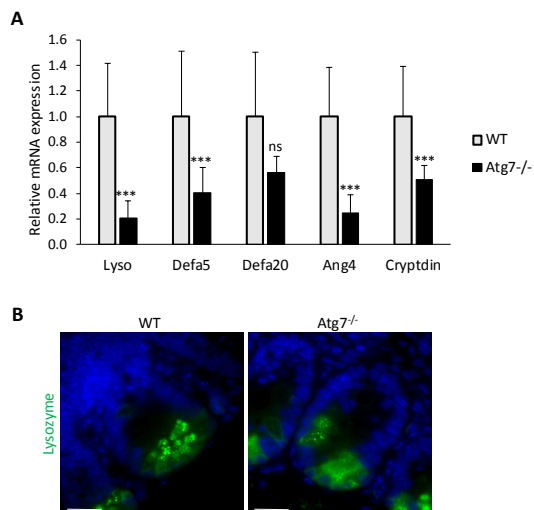 A
Relative mRNA expression
1.6
1.4
1.2
1.0
0.8
0.6
0.4
0.2
0.0
***
***
ns
***
***
Lyso Defa5 Defa20 Ang4 Cryptdin
WT
Atg7-/-
B
WT Atg7-/-
Lysozyme